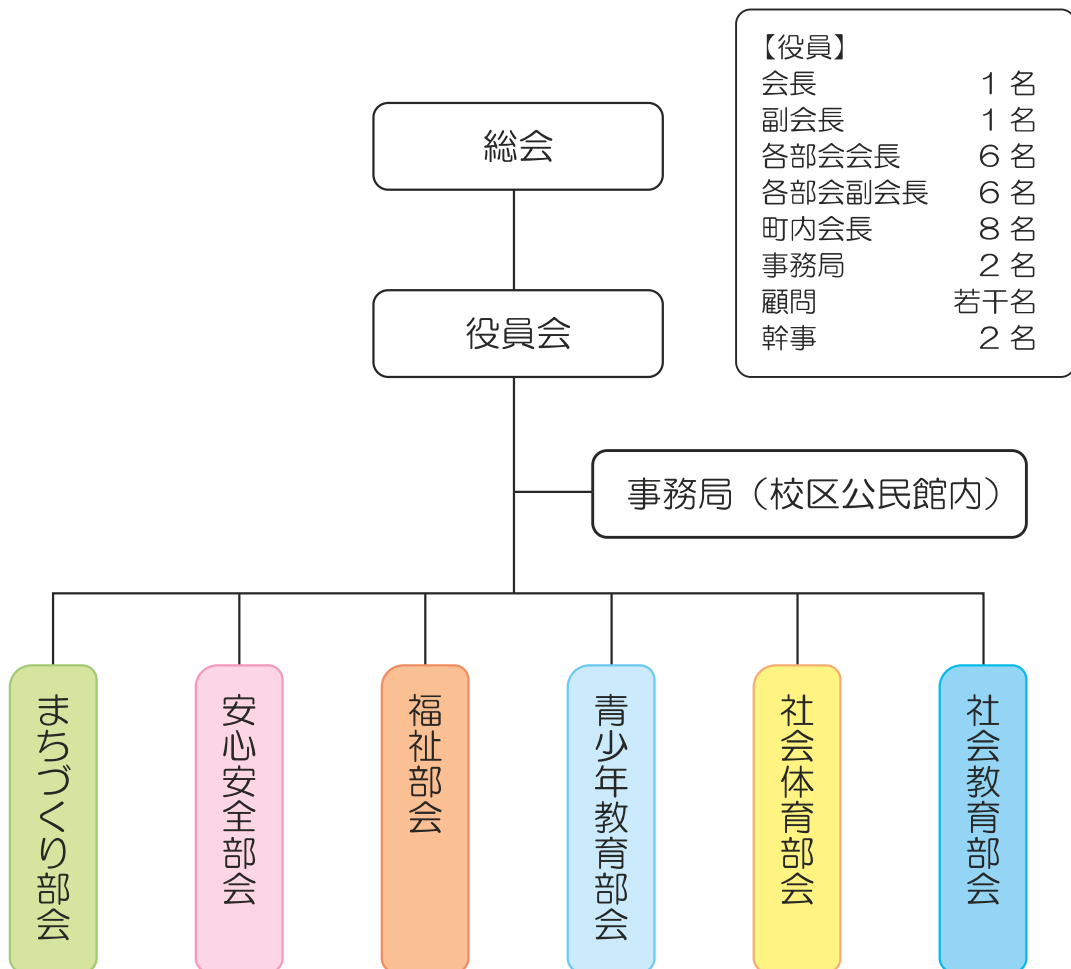 総会
役員会
【役員】
会長 1 名
副会長 1 名
各部会会長 6 名
各部会副会長 6 名
町内会長 8 名
事務局 2 名
顧問 若干名
幹事 2 名
事務局（校区公民館内）
まちづくり部会
安心安全部会
福祉部会
青少年教育部会
社会体育部会
社会教育部会